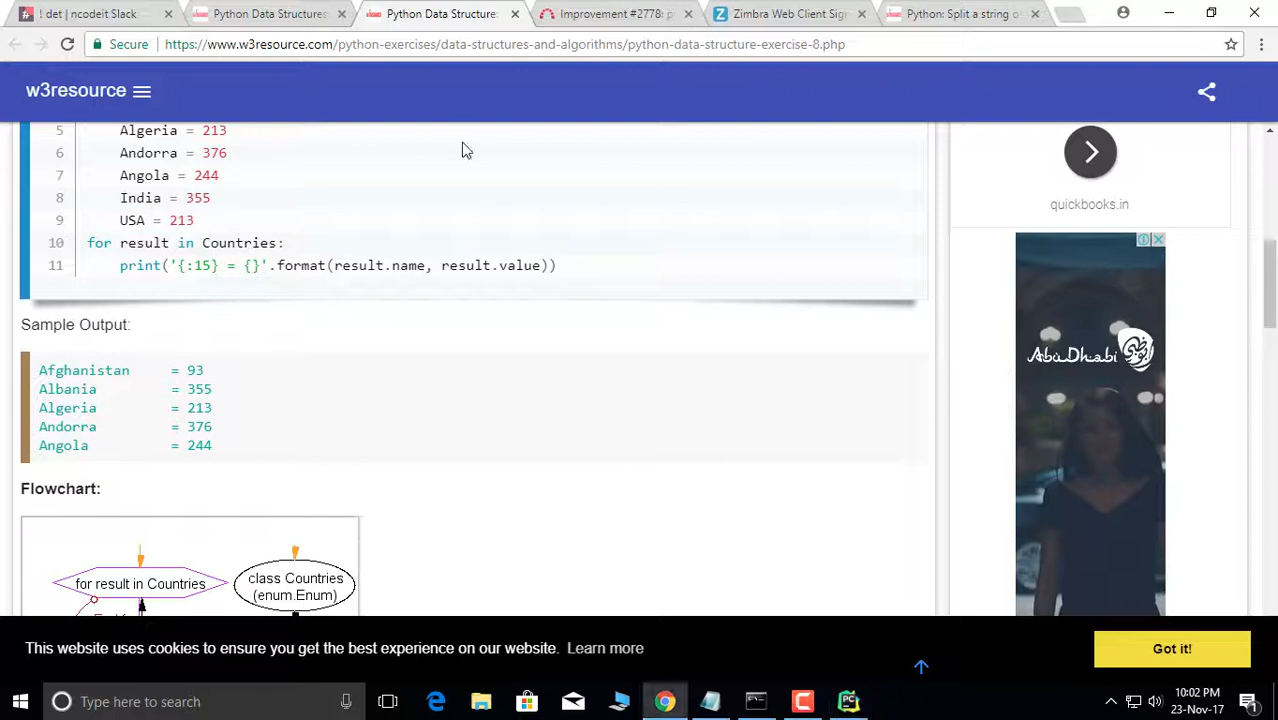 ! det | ncodeit Slack
Python Data Structures
Python Data Structure:
Improvement #2778: p
Zimbra Web Client Sign
Python: Split a string o
Secure
https://www.w3resource.com/python-exercises/data-structures-and-algorithms/python-data-structure-exercise-8.php
w3resource
5 Algeria = 213
6 Andorra = 376
7 Angola = 244
8 India = 355
9 USA = 213
10 for result in Countries:
11 print('{:15} = {}'.format(result.name, result.value))
Sample Output:
Afghanistan = 93
Albania = 355
Algeria = 213
Andorra = 376
Angola = 244
Flowchart:
for result in Countries
class Countries
(enum.Enum)
quickbooks.in
Abu Dhabi
This website uses cookies to ensure you get the best experience on our website. Learn more
Got it!
Type here to search
10:02 PM
23-Nov-17
1